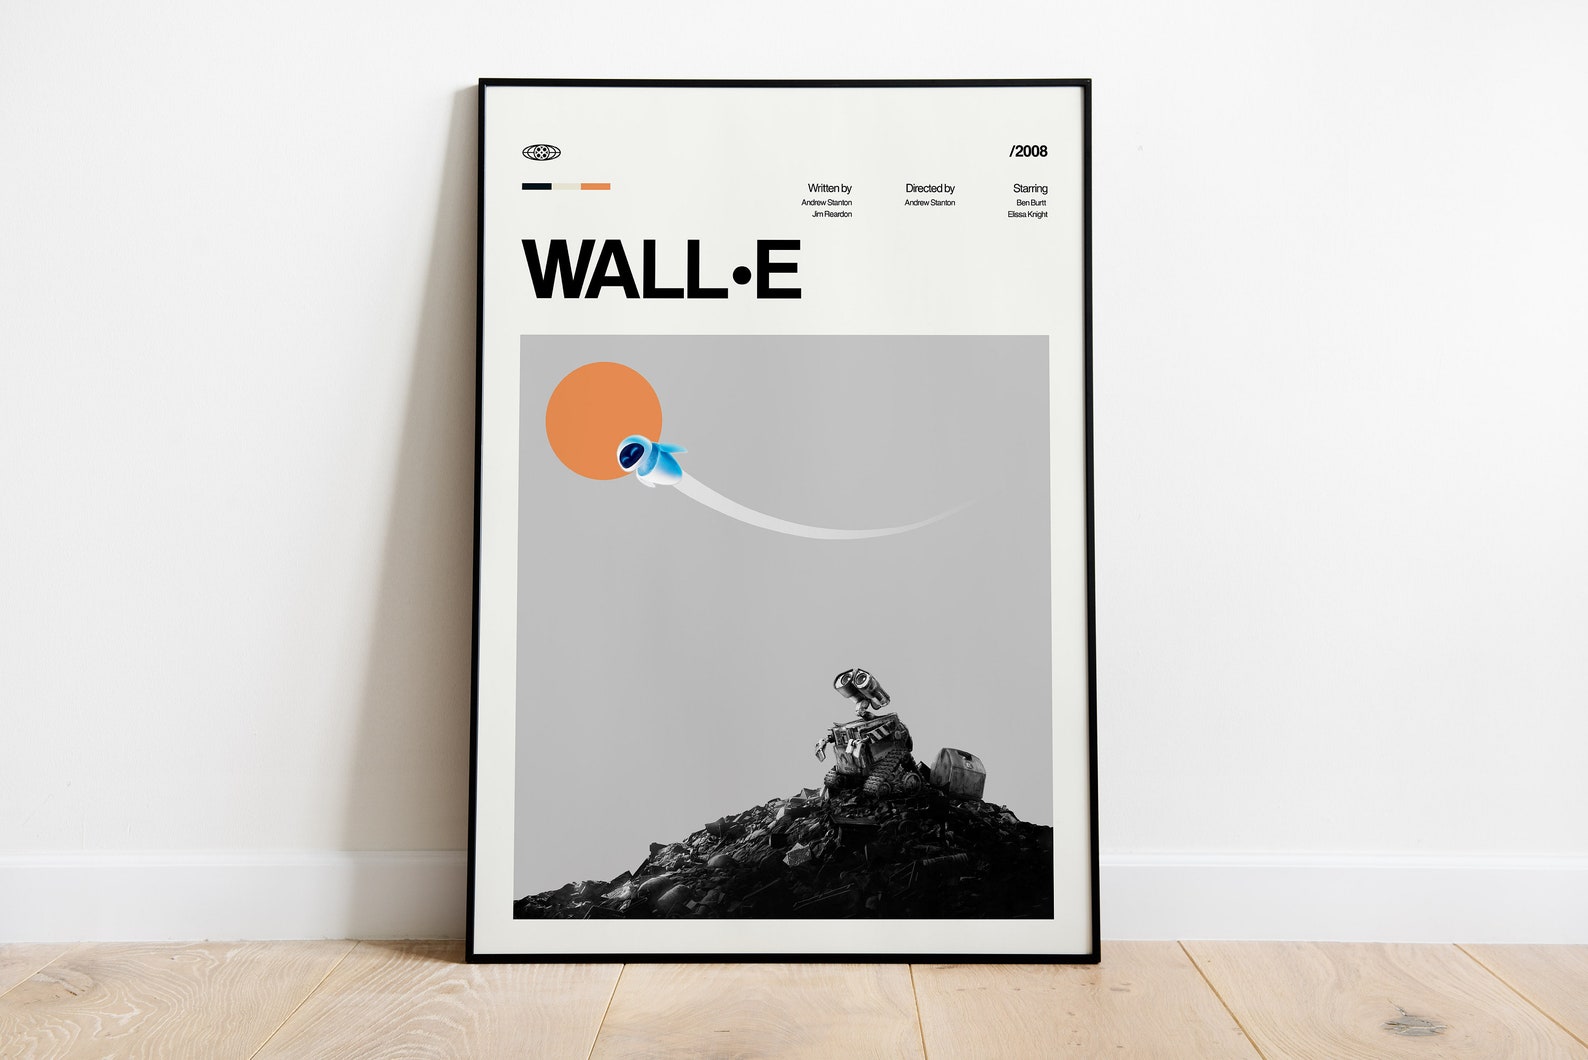 /2008
Written by
Andrew Stanton
Jim Reardon
Directed by
Andrew Stanton
Starring
Ben Burtt
Elissa Knight
WALL•E